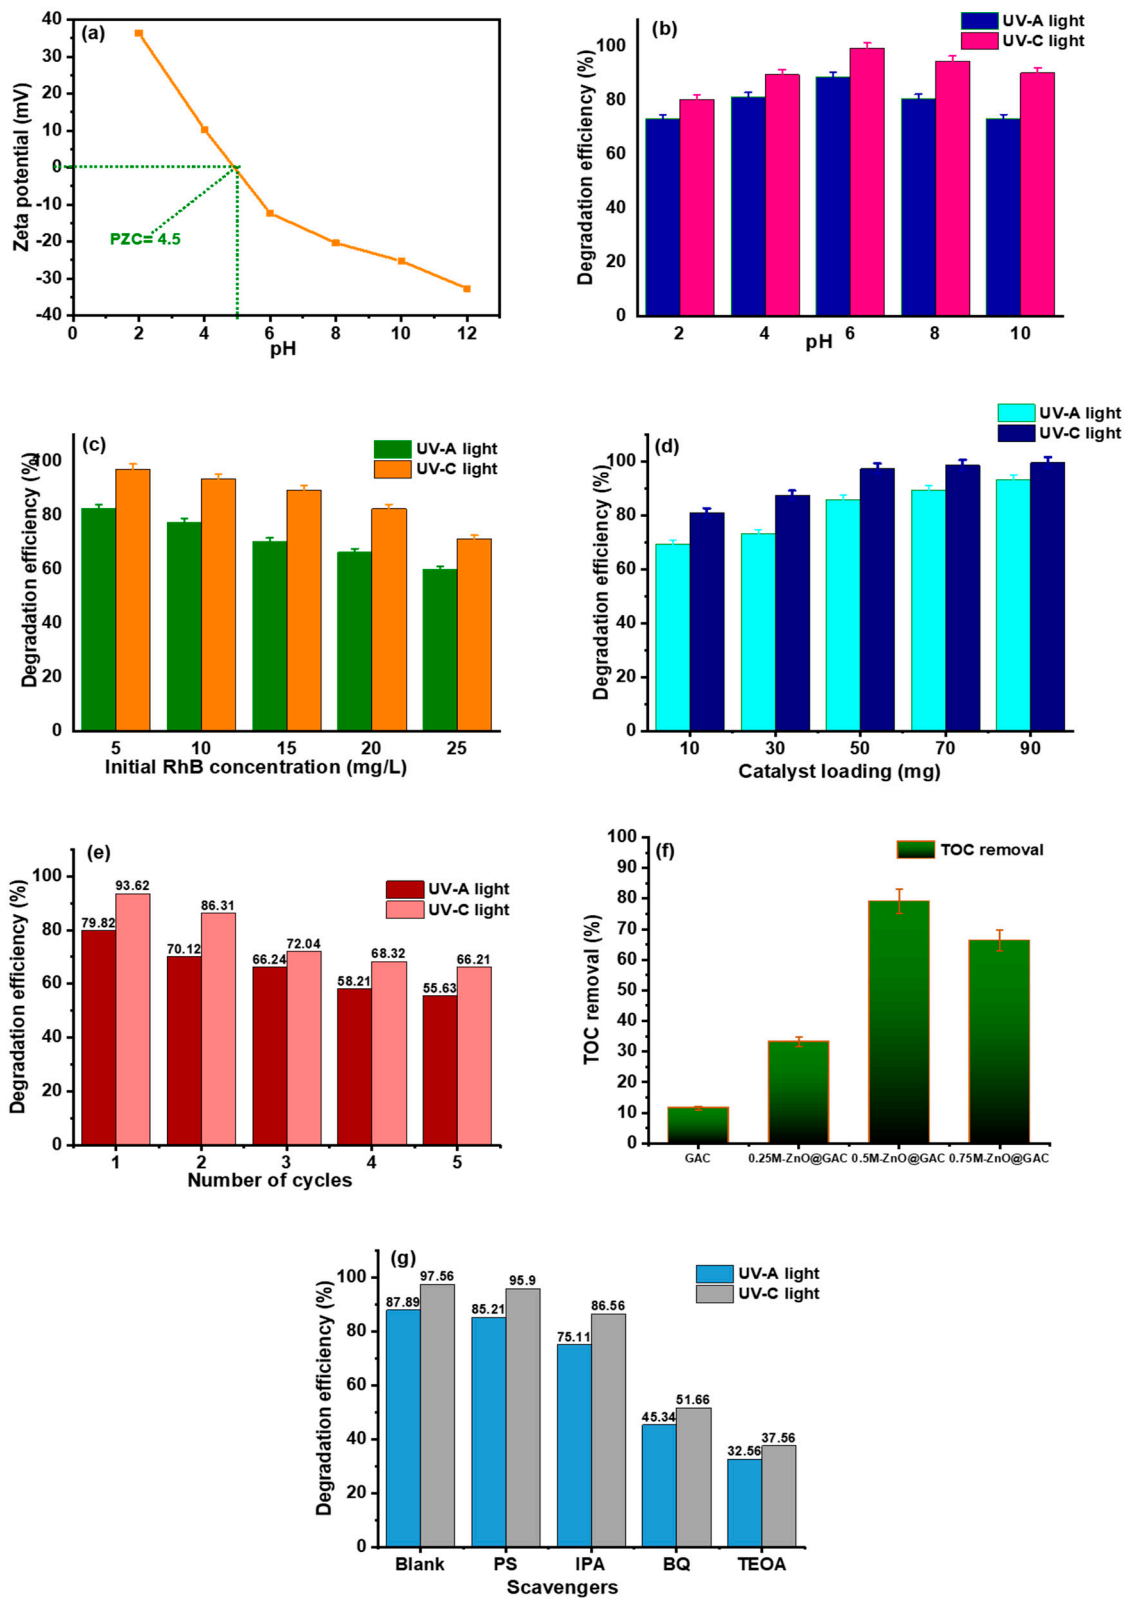 (a)
Zeta potential (mV)
40
30
20
10
0
-10
-20
-30
-40
PZC= 4.5
0 2 4 6 8 10 12
pH
(b)
UV-A light
UV-C light
Degradation efficiency (%)
100
80
60
40
20
0
2 4 6 8 10
pH
(c)
UV-A light
UV-C light
Degradation efficiency (%)
100
80
60
40
20
0
5 10 15 20 25
Initial RhB concentration (mg/L)
(d)
UV-A light
UV-C light
Degradation efficiency (%)
100
80
60
40
20
0
10 30 50 70 90
Catalyst loading (mg)
(e)
UV-A light
UV-C light
Degradation efficiency (%)
100
80
60
40
20
0
79.82 93.62 70.12 86.31 66.24 72.04 58.21 68.32 55.63 66.21
1 2 3 4 5
Number of cycles
(f)
TOC removal
TOC removal (%)
100
90
80
70
60
50
40
30
20
10
0
GAC 0.25M-ZnO@GAC 0.5M-ZnO@GAC 0.75M-ZnO@GAC
(g)
UV-A light
UV-C light
Degradation efficiency (%)
100
80
60
40
20
0
87.89 97.56 85.21 95.9 75.11 86.56 45.34 51.66 32.56 37.56
Blank PS IPA BQ TEOA
Scavengers